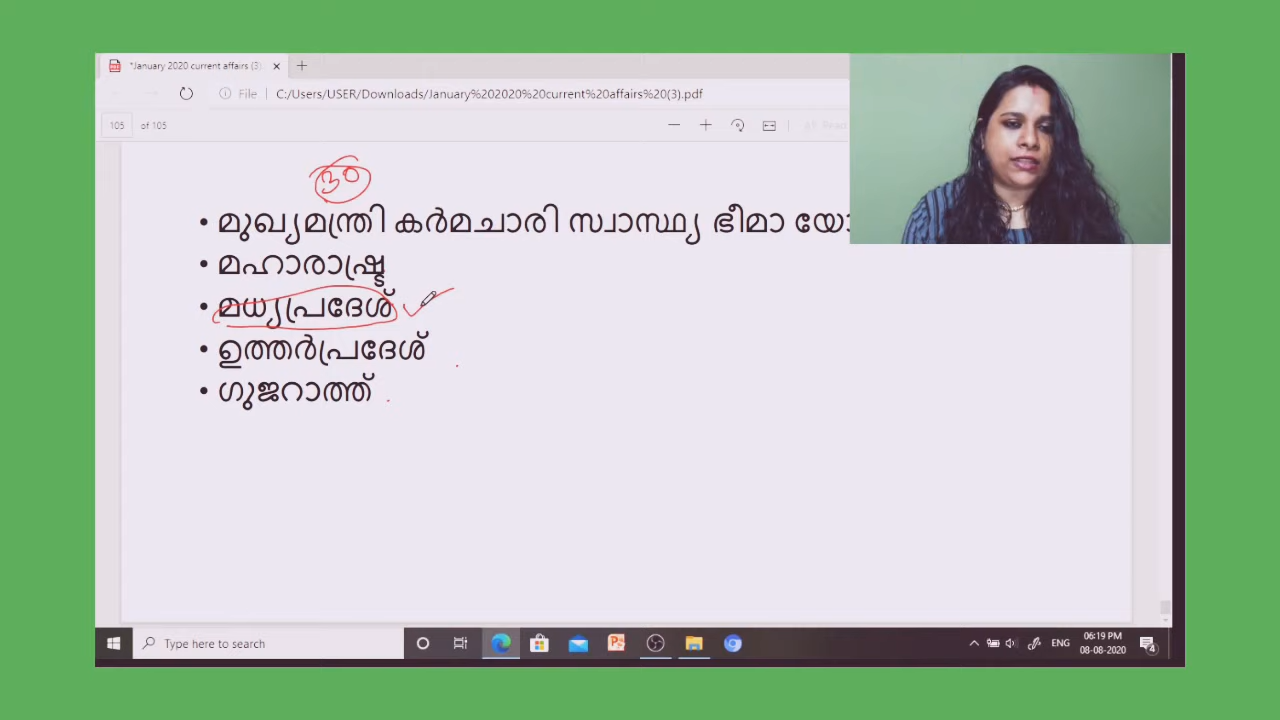 *January 2020 current affairs (3)
File C:/Users/USER/Downloads/January%202020%20current%20affairs%20(3).pdf
105 of 105
30
• മുഖ്യമന്ത്രി കർമചാരി സ്വാസ്ഥ്യ ഭീമാ
• മഹാരാഷ്ട്ര
• മധ്യപ്രദേശ്
• ഉത്തർപ്രദേശ്
• ഗുജറാത്ത്
Type here to search
ENG
06:19 PM
08-08-2020
4